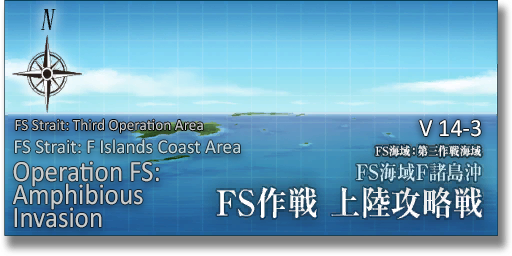 N
FS Strait: Third Operation Area
FS Strait: F Islands Coast Area
Operation FS:
Amphibious
Invasion
V 14-3
FS海域：第三作戦海域
FS海域F諸島沖
FS作戦 上陸攻略戦